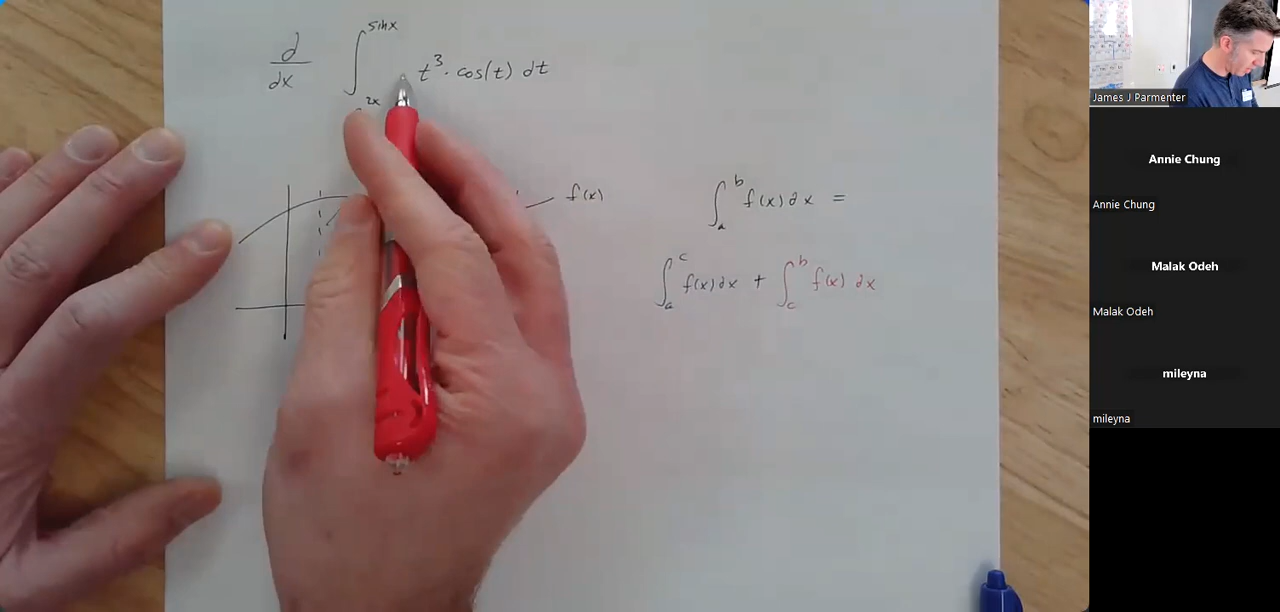 d/dx ∫_{2x}^{sinx} t³ · cos(t) dt
f(x)
∫_a^b f(x) dx =
∫_a^c f(x) dx + ∫_c^b f(x) dx
James J Parmenter
Annie Chung
Annie Chung
Malak Odeh
Malak Odeh
mileyna
mileyna